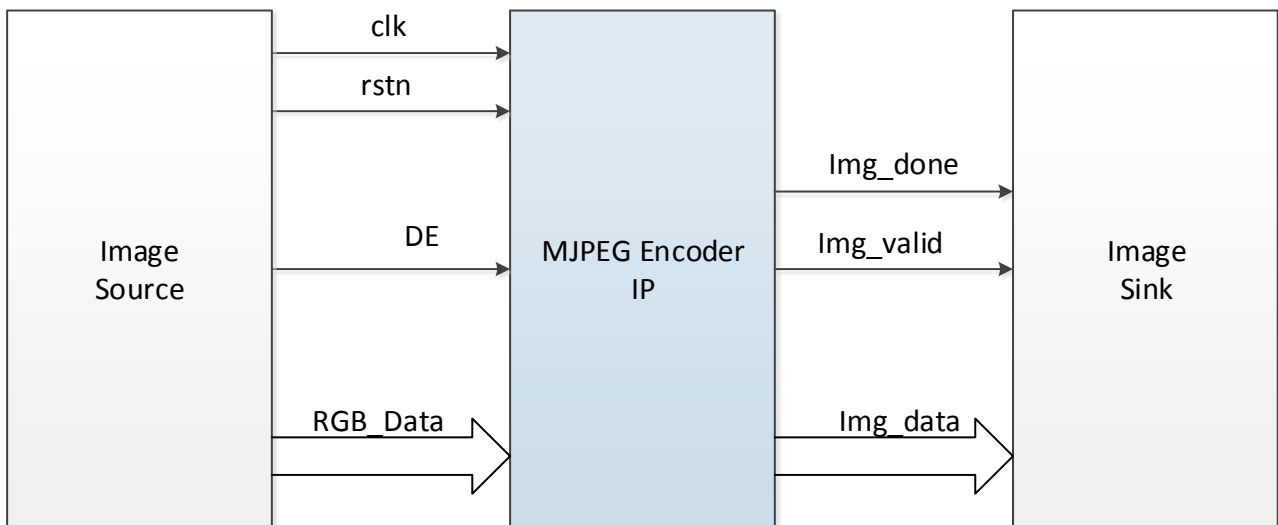 clk
rstn
Img_done
DE
Img_valid
Image
Source
MJPEG Encoder
IP
Image
Sink
RGB_Data
Img_data